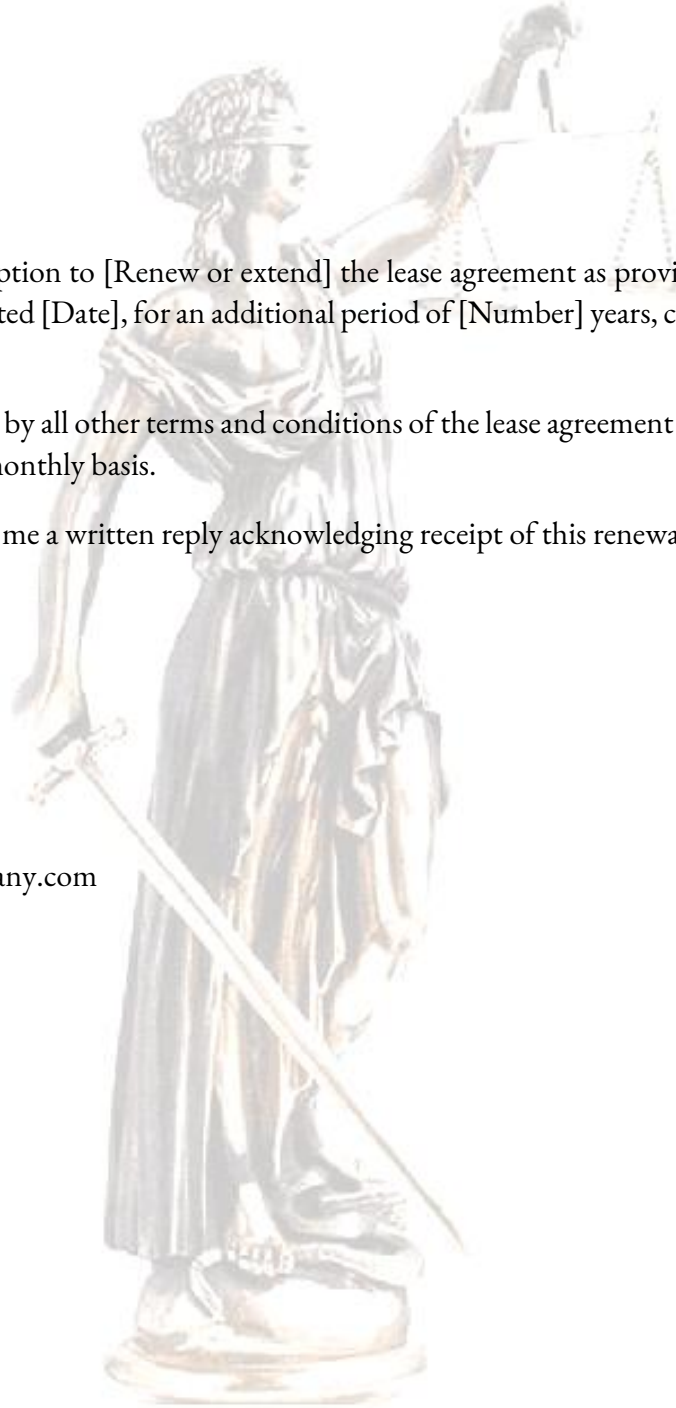 ption to [Renew or extend] the lease agreement as provi
ted [Date], for an additional period of [Number] years, c
by all other terms and conditions of the lease agreement
nonthly basis.
me a written reply acknowledging receipt of this renewa
any.com